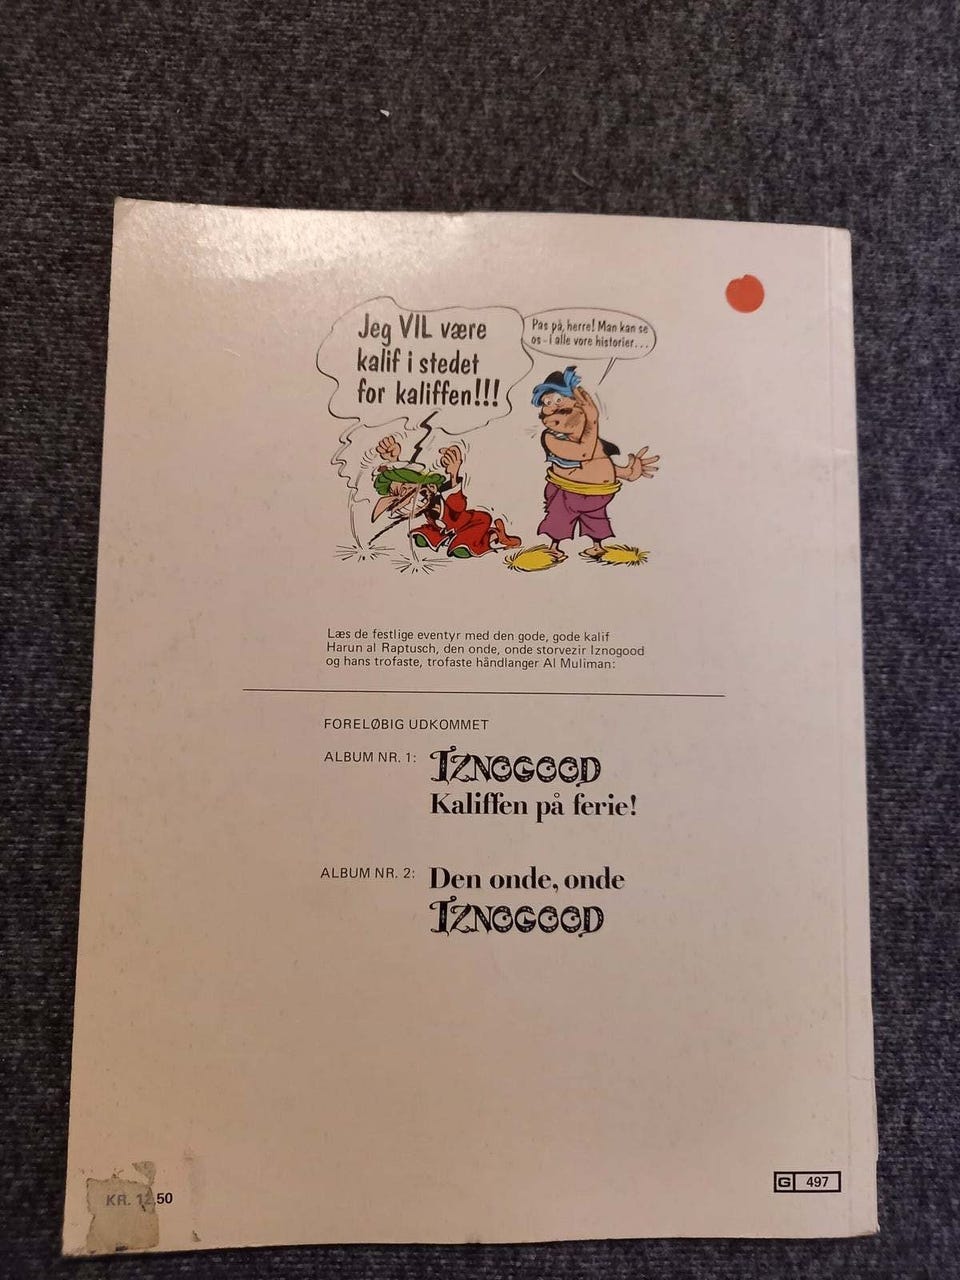 Jeg VIL være
kalif i stedet
for kaliffen!!!
Pas på, herre! Man kan se
os - i alle vore historier...
Læs de festlige eventyr med den gode, gode kalif
Harun al Raptusch, den onde, onde storvezir Iznogood
og hans trofaste, trofaste håndlanger Al Muliman:
FORELØBIG UDKOMMET
ALBUM NR. 1: IZNOGOOD
Kaliffen på ferie!
ALBUM NR. 2: Den onde, onde
IZNOGOOD
KR. 50
G 497